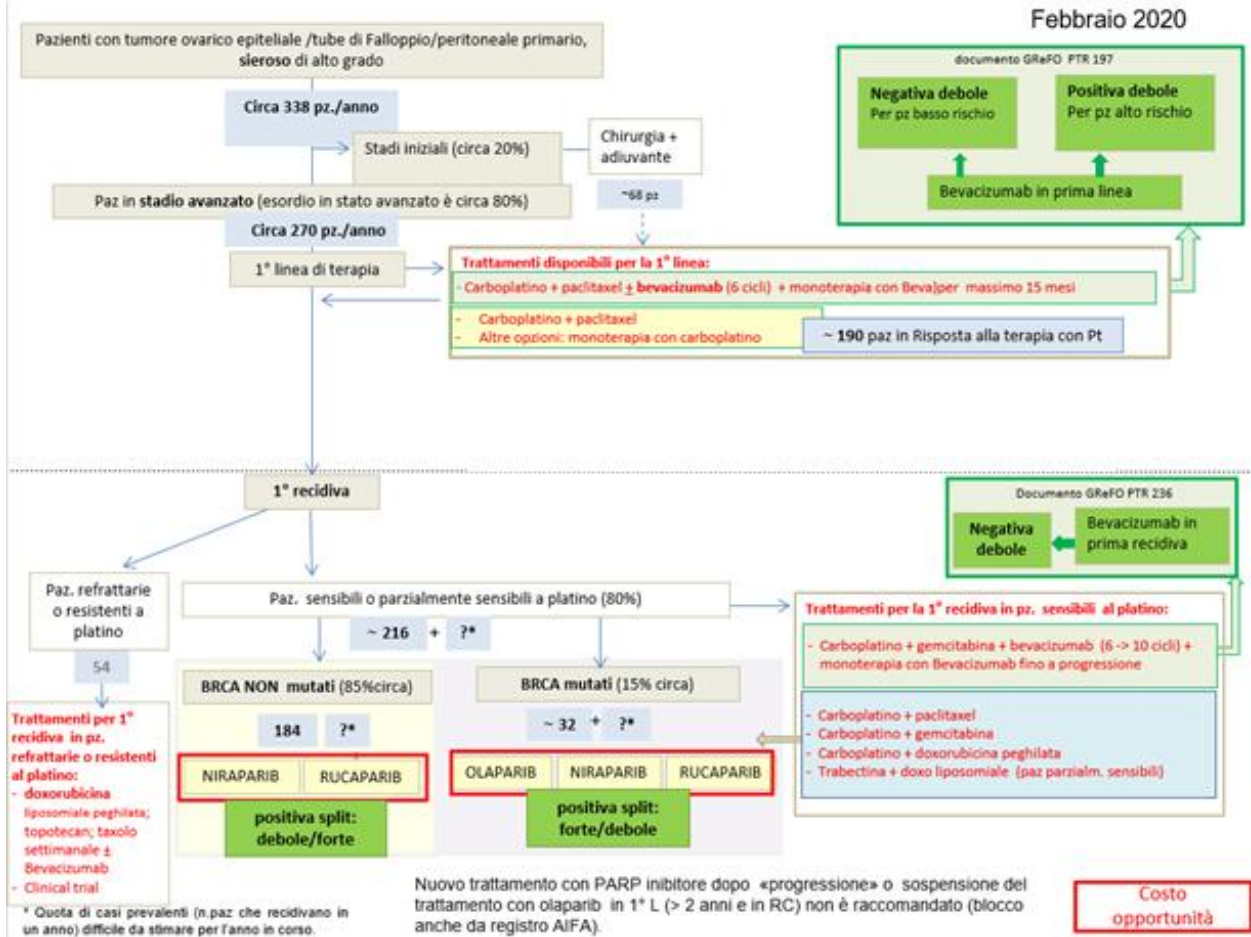 Febbraio 2020
Pazienti con tumore ovarico epiteliale /tube di Falloppio/peritoneale primario,
sieroso di alto grado
Circa 338 pz./anno
Stadi iniziali (circa 20%)
Chirurgia +
adiuvante
~68 pz
Paz in stadio avanzato (esordio in stato avanzato è circa 80%)
Circa 270 pz./anno
1° linea di terapia
documento GReFO PTR 197
Negativa debole
Per pz basso rischio
Positiva debole
Per pz alto rischio
Bevacizumab in prima linea
Trattamenti disponibili per la 1° linea:
- Carboplatino + paclitaxel ± bevacizumab (6 cicli) + monoterapia con Beva)per massimo 15 mesi
- Carboplatino + paclitaxel
- Altre opzioni: monoterapia con carboplatino
~ 190 paz in Risposta alla terapia con Pt
1° recidiva
Documento GReFO PTR 236
Negativa
debole
Bevacizumab in
prima recidiva
Paz. refrattarie
o resistenti a
platino
54
Trattamenti per 1°
recidiva in pz.
refrattarie o resistenti
al platino:
- doxorubicina
liposomiale peghilata;
topotecan; taxolo
settimanale ±
Bevacizumab
- Clinical trial
Paz. sensibili o parzialmente sensibili a platino (80%)
~ 216 + ?*
BRCA NON mutati (85%circa)
184 ?*
NIRAPARIB RUCAPARIB
positiva split:
debole/forte
BRCA mutati (15% circa)
~ 32 + ?*
OLAPARIB NIRAPARIB RUCAPARIB
positiva split:
forte/debole
Trattamenti per la 1° recidiva in pz. sensibili al platino:
- Carboplatino + gemcitabina + bevacizumab (6 -> 10 cicli) +
monoterapia con Bevacizumab fino a progressione
- Carboplatino + paclitaxel
- Carboplatino + gemcitabina
- Carboplatino + doxorubicina peghilata
- Trabectina + doxo liposomiale (paz parzialm. sensibili)
* Quota di casi prevalenti (n.paz che recidivano in
un anno) difficile da stimare per l'anno in corso.
Nuovo trattamento con PARP inibitore dopo «progressione» o sospensione del
trattamento con olaparib in 1° L (> 2 anni e in RC) non è raccomandato (blocco
anche da registro AIFA).
Costo
opportunità